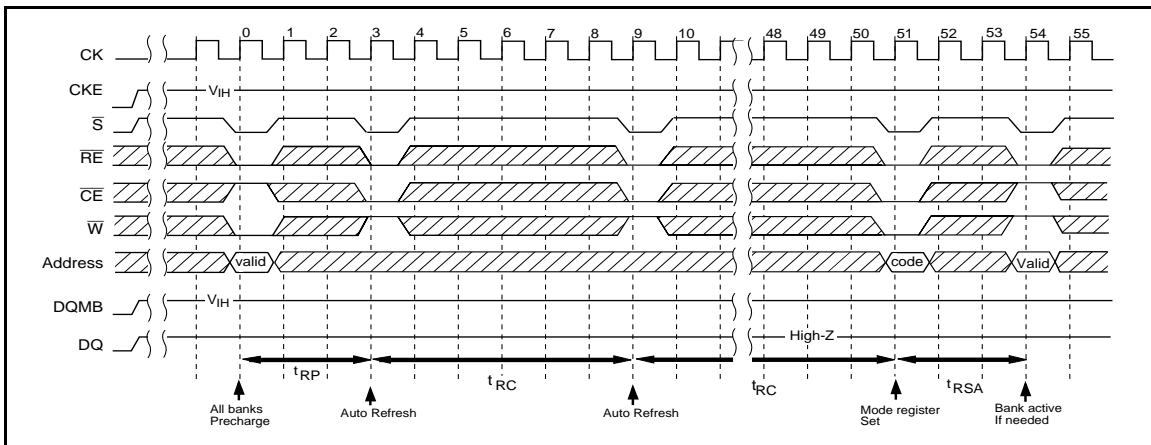 0 1 2 3 4 5 6 7 8 9 10 48 49 50 51 52 53 54 55
CK
CKE
VIH
S
RE
CE
W
Address
valid
code
Valid
DQMB
VIH
DQ
High-Z
tRP
tRC
tRC
tRSA
All banks
Precharge
Auto Refresh
Auto Refresh
Mode register
Set
Bank active
If needed